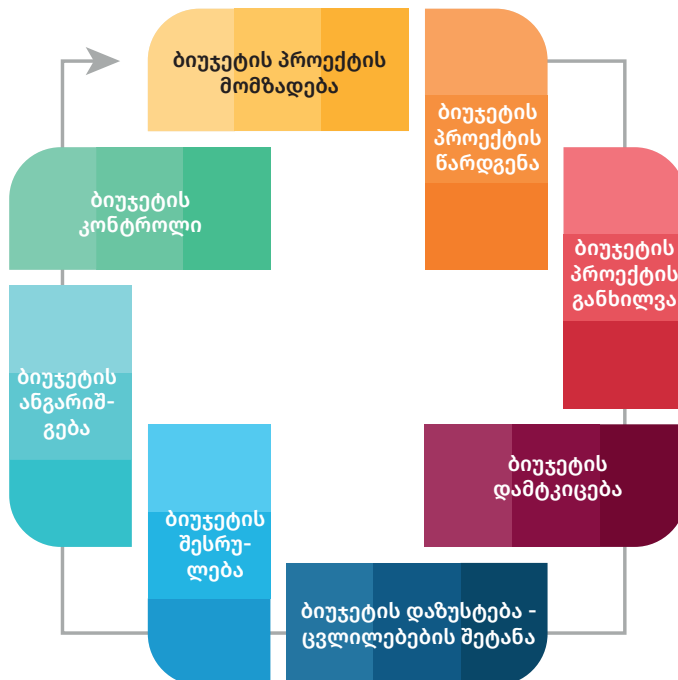 ბიუჯეტის პროექტის
მომზადება
ბიუჯეტის
პროექტის
წარდგენა
ბიუჯეტის
პროექტის
განხილვა
ბიუჯეტის
დამტკიცება
ბიუჯეტის დაზუსტება -
ცვლილებების შეტანა
ბიუჯეტის
შესრუ-
ლება
ბიუჯეტის
ანგარიშ-
გება
ბიუჯეტის
კონტროლი